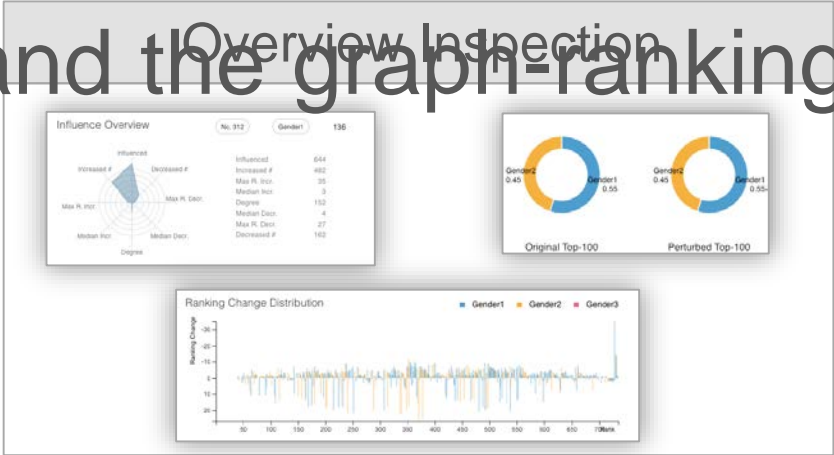 Overview Inspection
and the graph-ranking
Influence Overview
No. 312
Gender1
136
Influenced
Decreased #
Max R. Decr.
Median Decr.
Degree
Median Incr.
Max R. Incr.
Increased #
Influenced 644
Increased # 482
Max R. Incr. 35
Median Incr. 3
Degree 152
Median Decr. 4
Max R. Decr. 27
Decreased # 162
Gender2
0.45
Gender1
0.55
Original Top-100
Gender2
0.45
Gender1
0.55
Perturbed Top-100
Ranking Change Distribution
Gender1
Gender2
Gender3
Ranking Change
-30
-20
-10
0
10
20
50 100 150 200 250 300 350 400 450 500 550 600 650 700
Rank